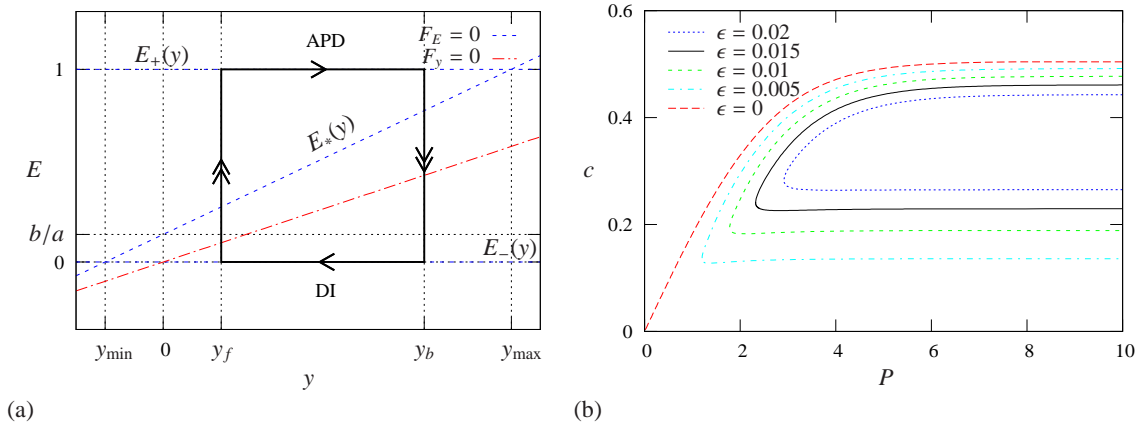 APD
F_E = 0
F_y = 0
E_+(y)
1
E_*(y)
E
b/a
0
E_−(y)
DI
y_min 0 y_f y_b y_max
y
(a)
0.6
ϵ = 0.02
ϵ = 0.015
ϵ = 0.01
ϵ = 0.005
ϵ = 0
0.4
c
0.2
0
0 2 4 6 8 10
P
(b)